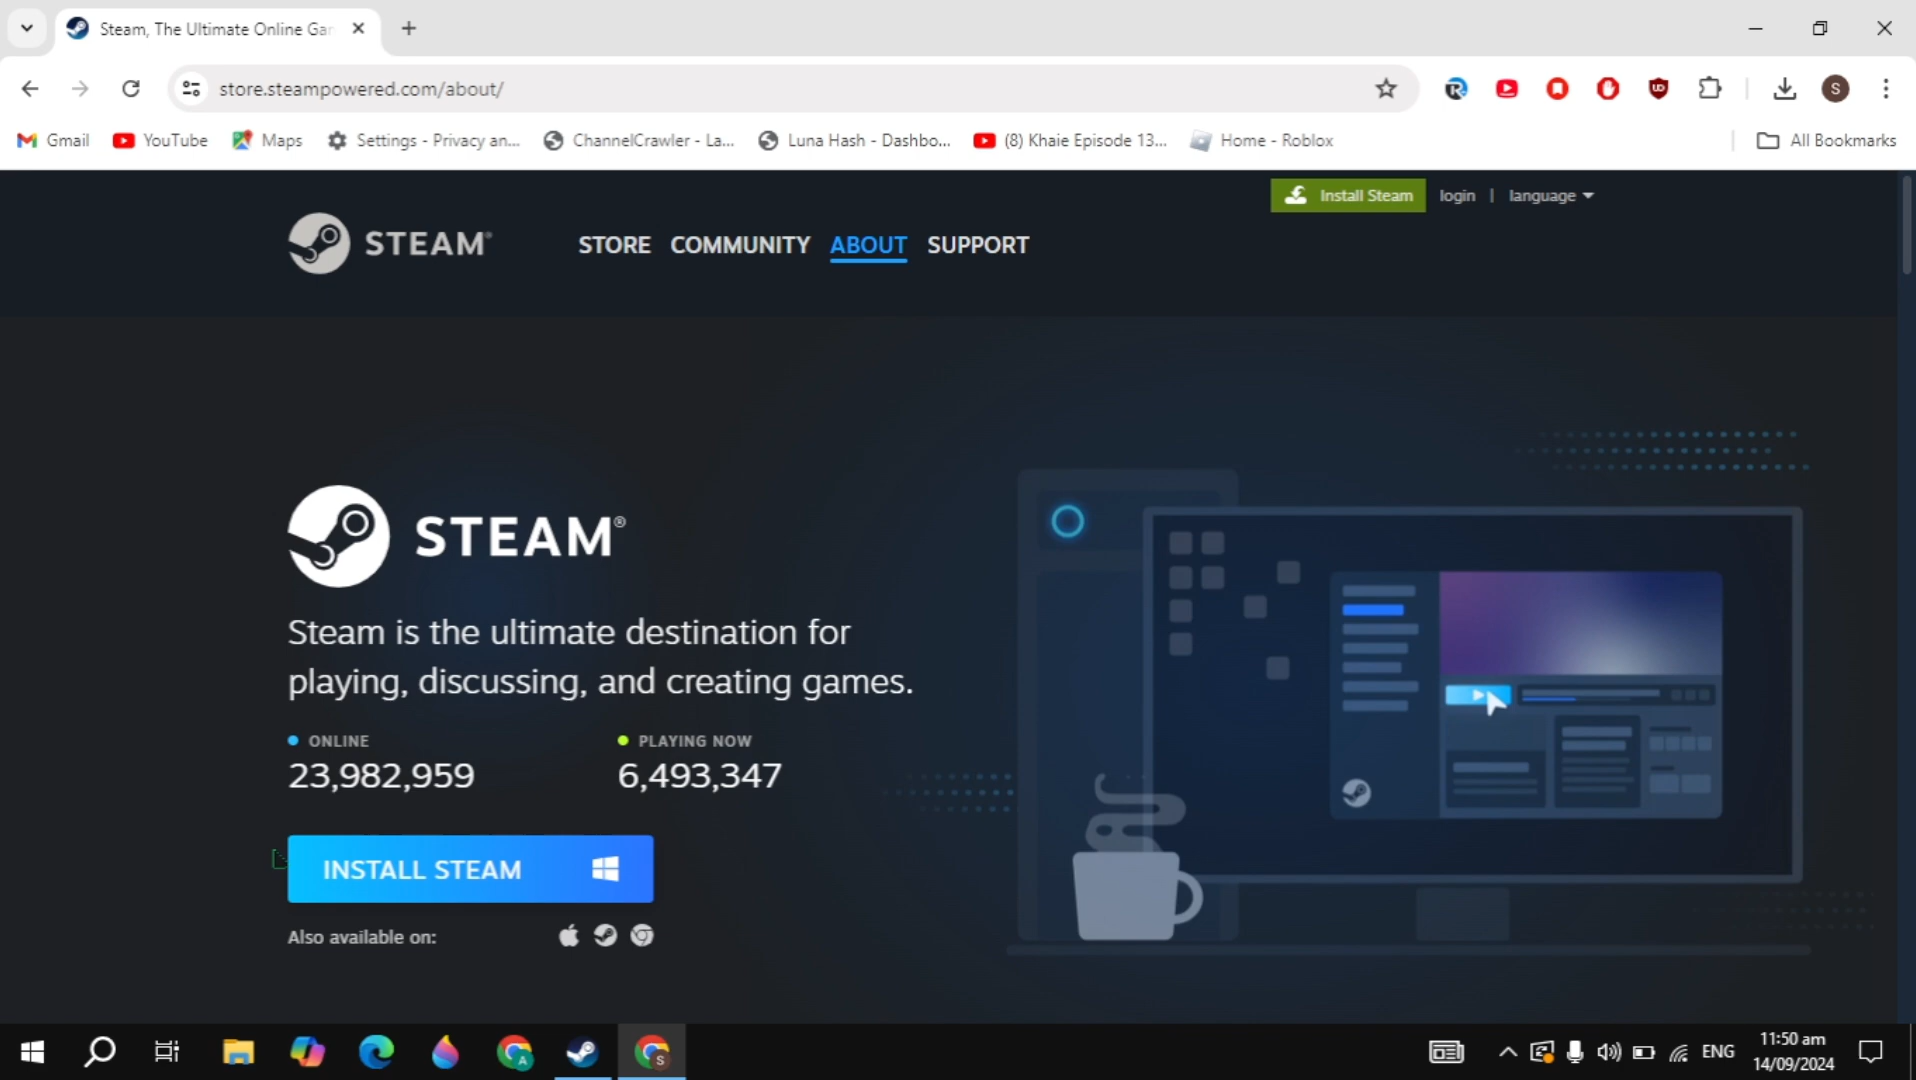 Steam, The Ultimate Online Gar
store.steampowered.com/about/
S
Gmail
YouTube
Maps
Settings - Privacy an...
ChannelCrawler - La...
Luna Hash - Dashbo...
(8) Khaie Episode 13...
Home - Roblox
All Bookmarks
Install Steam
login | language
STEAM®
STORE COMMUNITY ABOUT SUPPORT
STEAM®
Steam is the ultimate destination for
playing, discussing, and creating games.
ONLINE
PLAYING NOW
23,982,959
6,493,347
INSTALL STEAM
Also available on:
A
S
ENG
11:50 am
14/09/2024